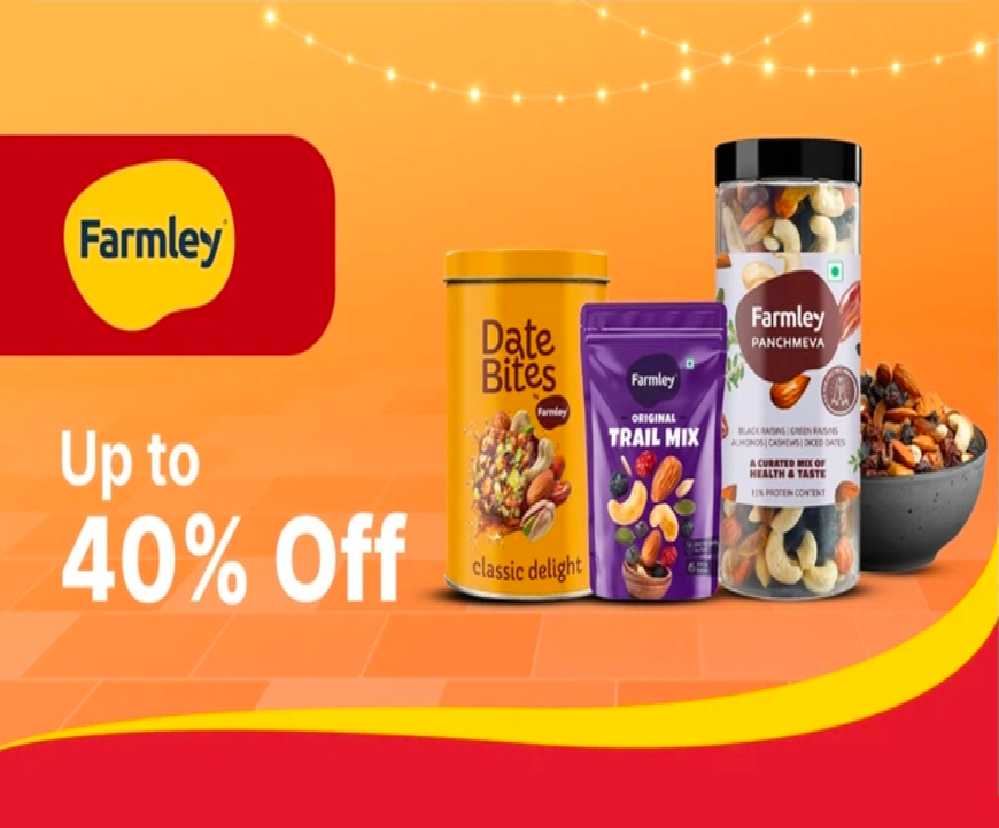 Farmley
Up to
40% Off
Date
Bites
by
Farmley
classic delight
Farmley
ORIGINAL
TRAIL MIX
Farmley
PANCHMEVA
BLACK RAISINS | GREEN RAISINS
ALMONDS | CASHEWS | DICED DATES
A CURATED MIX OF
HEALTH & TASTE
PROTEIN CONTENT